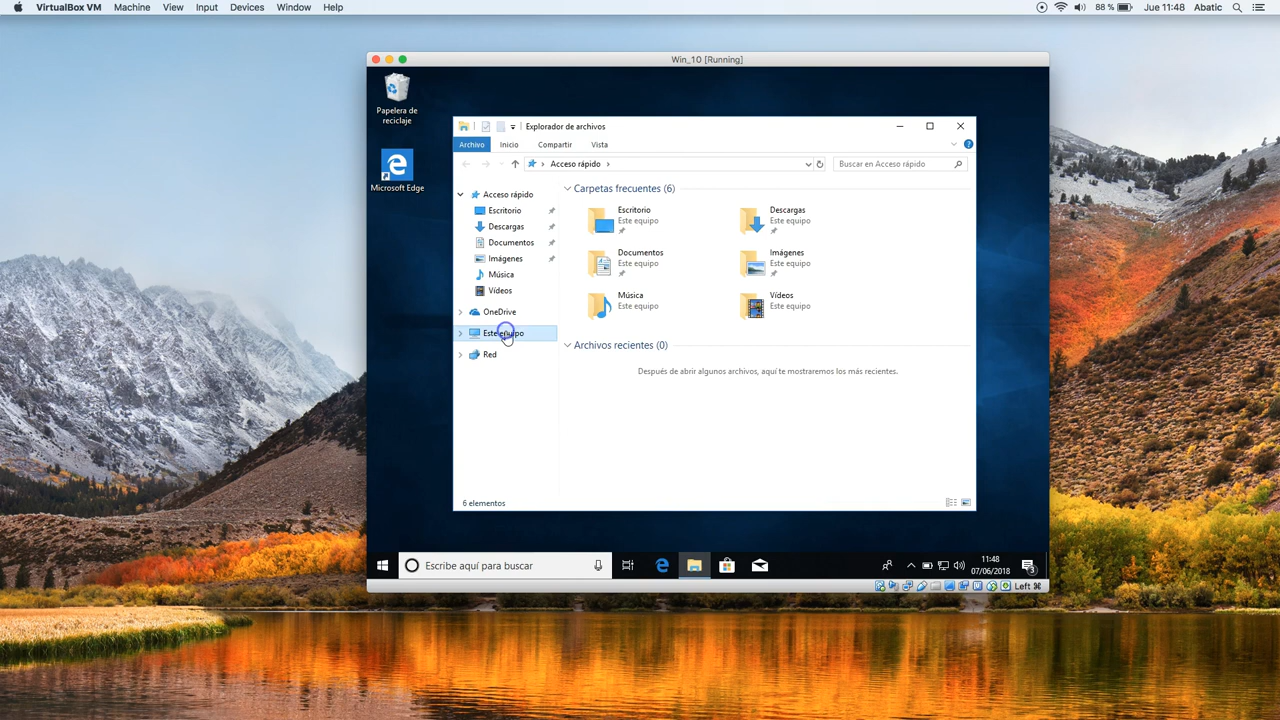 VirtualBox VM Machine View Input Devices Window Help 88 % Jue 11:48 Abatic
Win_10 [Running]
Papelera de
reciclaje
Microsoft Edge
Explorador de archivos
Archivo Inicio Compartir Vista
Acceso rápido
Buscar en Acceso rápido
Acceso rápido
Escritorio
Descargas
Documentos
Imágenes
Música
Vídeos
OneDrive
Este equipo
Red
Carpetas frecuentes (6)
Escritorio
Este equipo
Descargas
Este equipo
Documentos
Este equipo
Imágenes
Este equipo
Música
Este equipo
Vídeos
Este equipo
Archivos recientes (0)
Después de abrir algunos archivos, aquí te mostraremos los más recientes.
6 elementos
Escribe aquí para buscar
11:48
07/06/2018
3
Left ⌘